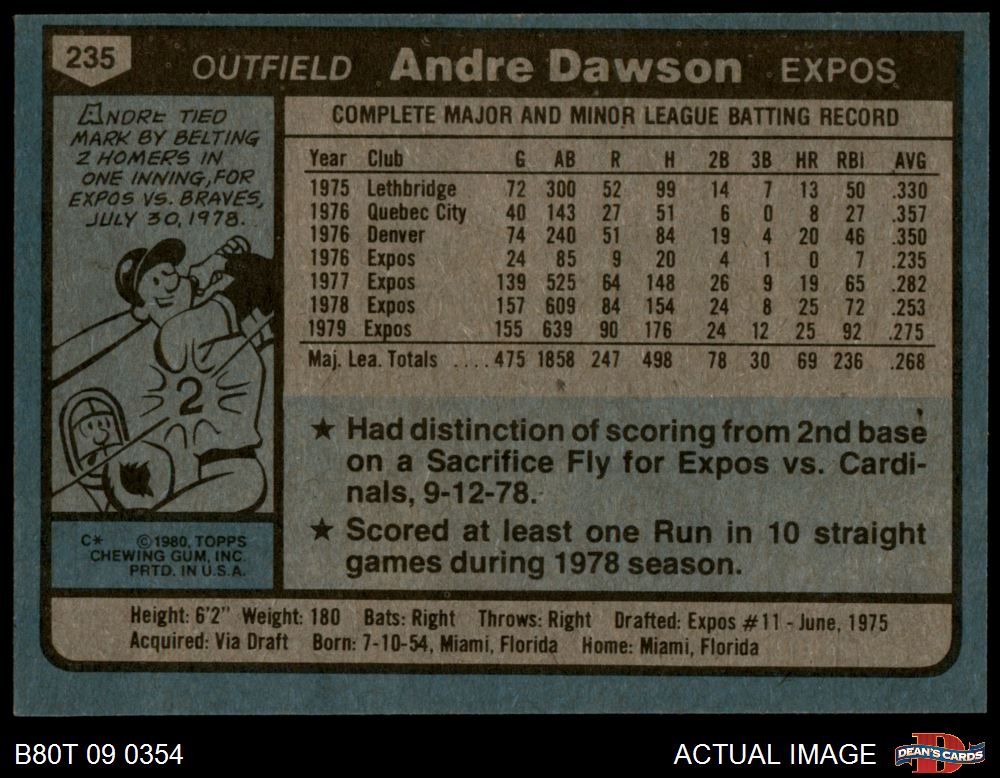 235 OUTFIELD Andre Dawson EXPOS
ANDRE TIED
MARK BY BELTING
2 HOMERS IN
ONE INNING, FOR
EXPOS VS. BRAVES,
JULY 30, 1978.
2
C* ©1980, TOPPS
CHEWING GUM, INC.
PRTD. IN U.S.A.
COMPLETE MAJOR AND MINOR LEAGUE BATTING RECORD
Year Club G AB R H 2B 3B HR RBI AVG
1975 Lethbridge 72 300 52 99 14 7 13 50 .330
1976 Quebec City 40 143 27 51 6 0 8 27 .357
1976 Denver 74 240 51 84 19 4 20 46 .350
1976 Expos 24 85 9 20 4 1 0 7 .235
1977 Expos 139 525 64 148 26 9 19 65 .282
1978 Expos 157 609 84 154 24 8 25 72 .253
1979 Expos 155 639 90 176 24 12 25 92 .275
Maj. Lea. Totals .... 475 1858 247 498 78 30 69 236 .268
★ Had distinction of scoring from 2nd base
on a Sacrifice Fly for Expos vs. Cardi-
nals, 9-12-78.
★ Scored at least one Run in 10 straight
games during 1978 season.
Height: 6'2" Weight: 180 Bats: Right Throws: Right Drafted: Expos #11 - June, 1975
Acquired: Via Draft Born: 7-10-54, Miami, Florida Home: Miami, Florida
B80T 09 0354 ACTUAL IMAGE DEAN'S CARDS